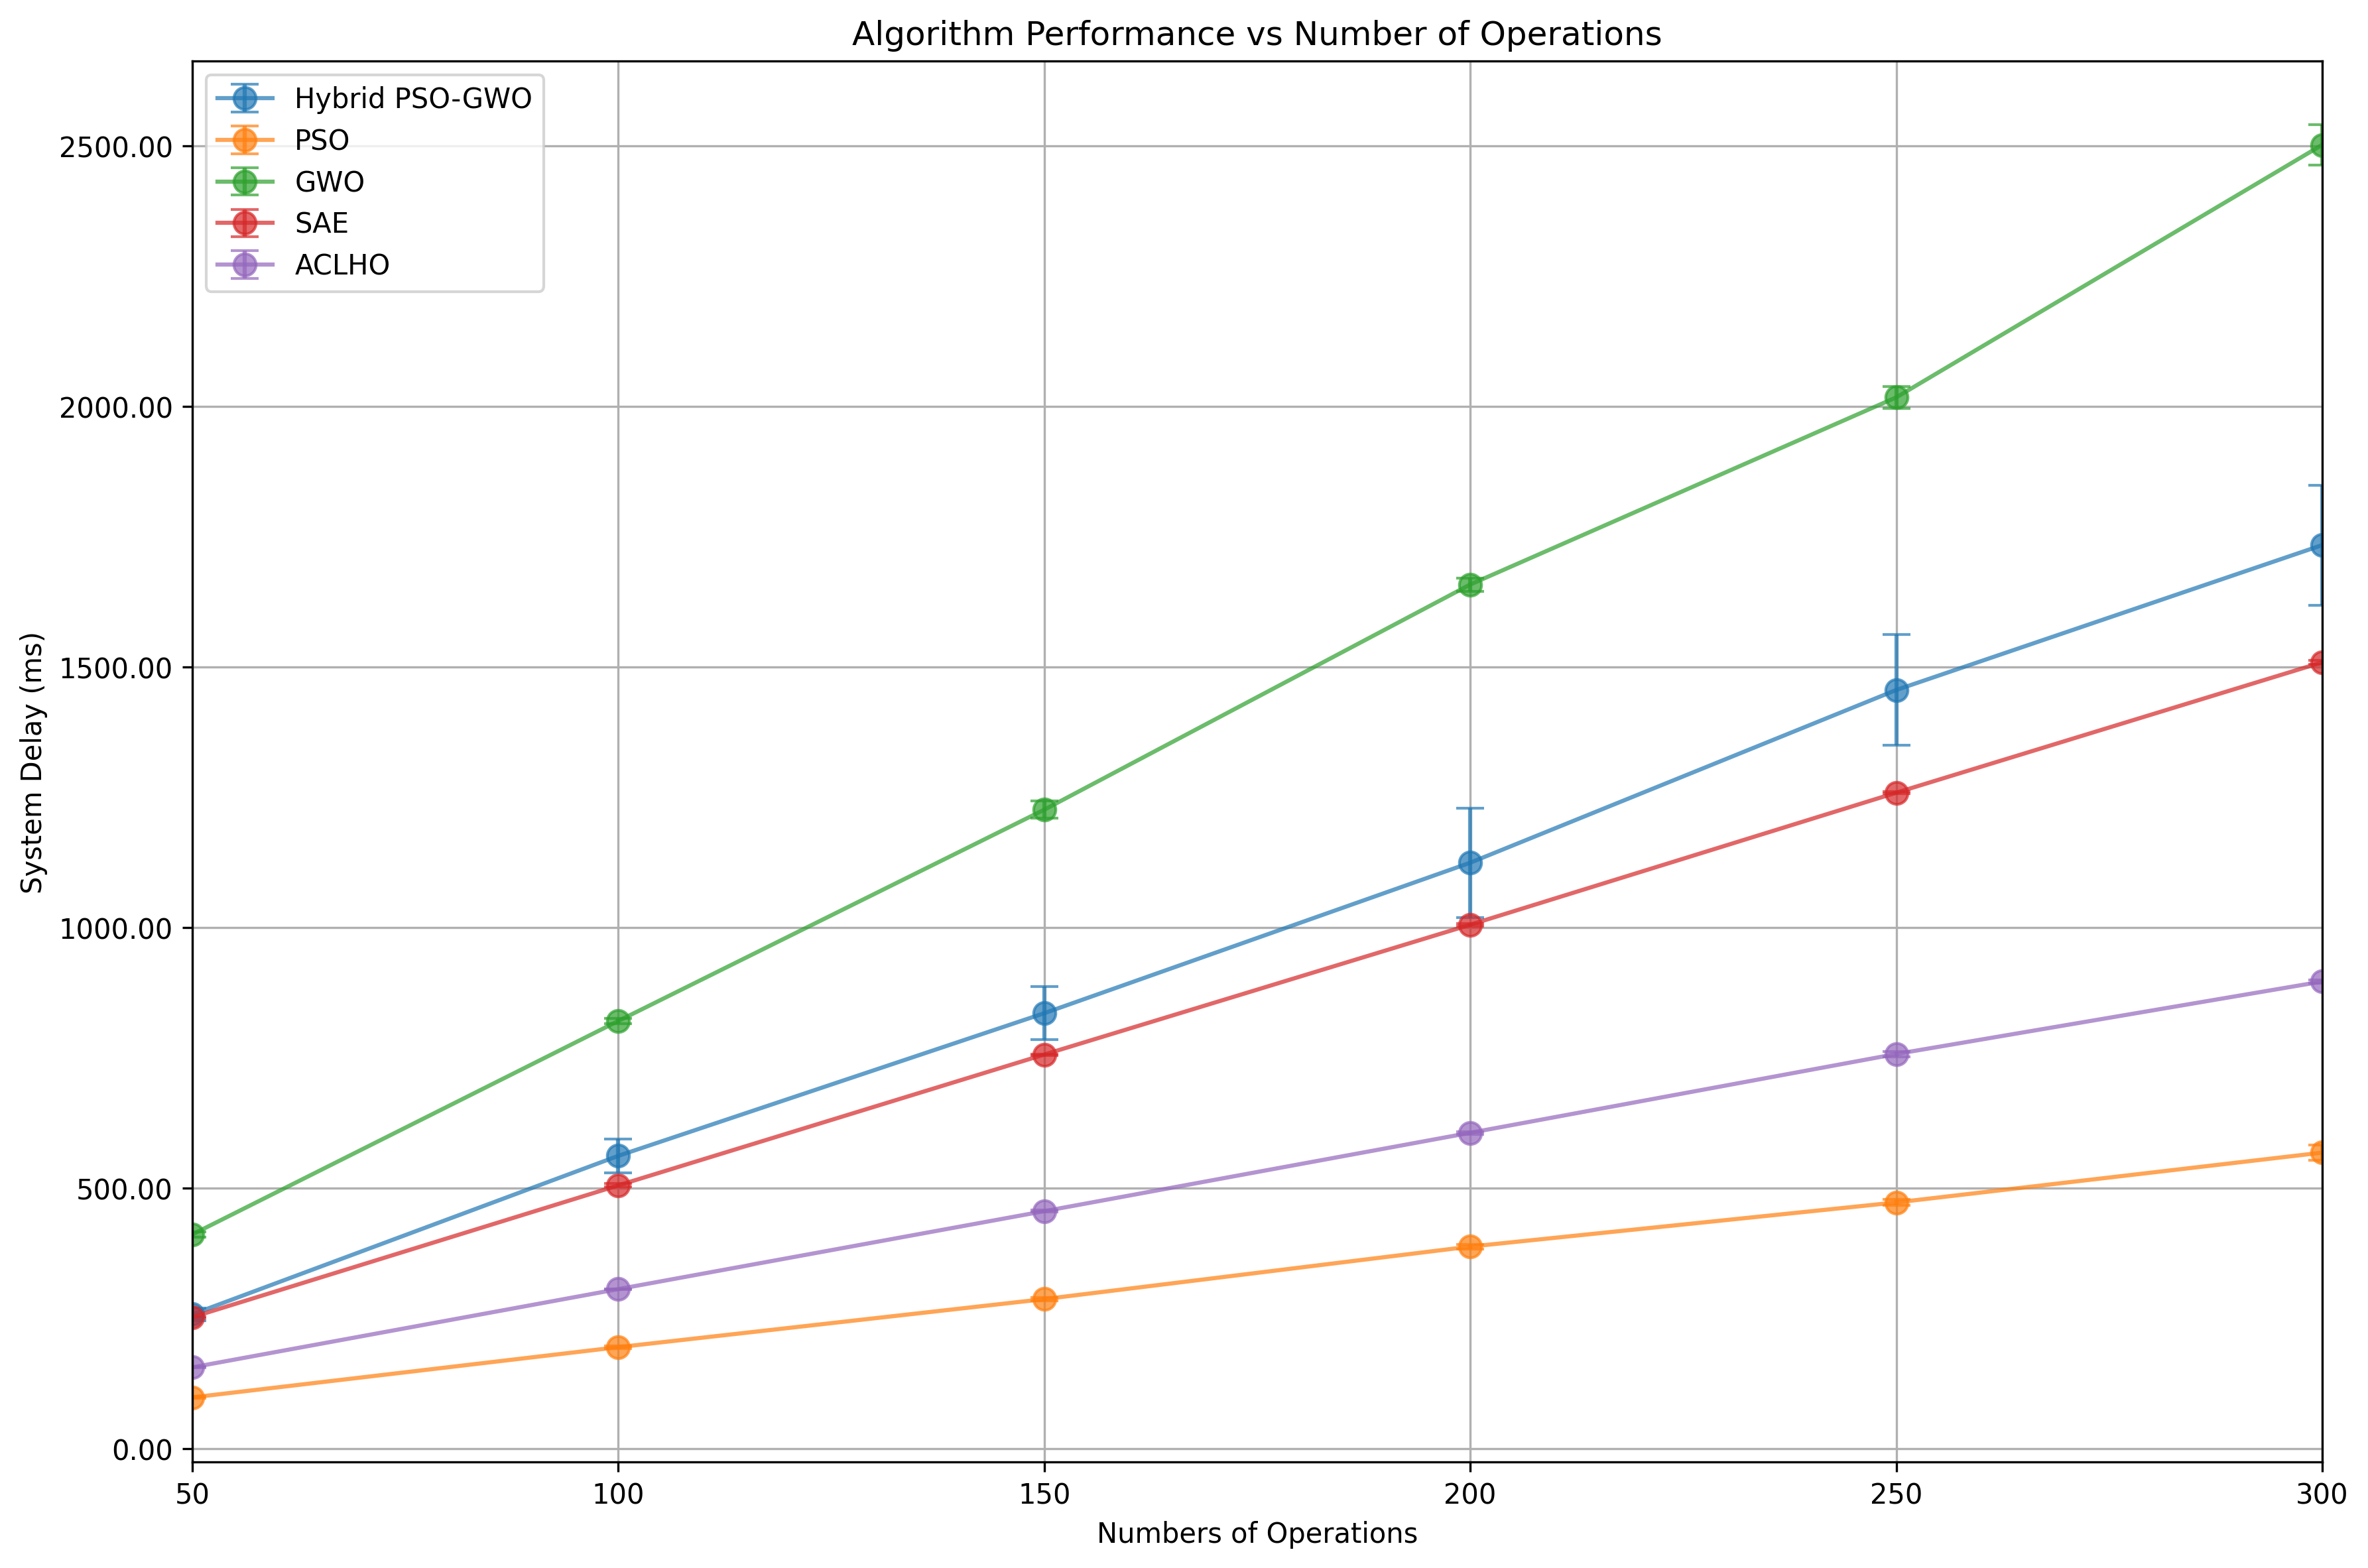 Algorithm Performance vs Number of Operations
Hybrid PSO-GWO
PSO
GWO
SAE
ACLHO
2500.00
2000.00
1500.00
1000.00
500.00
0.00
System Delay (ms)
50 100 150 200 250 300
Numbers of Operations